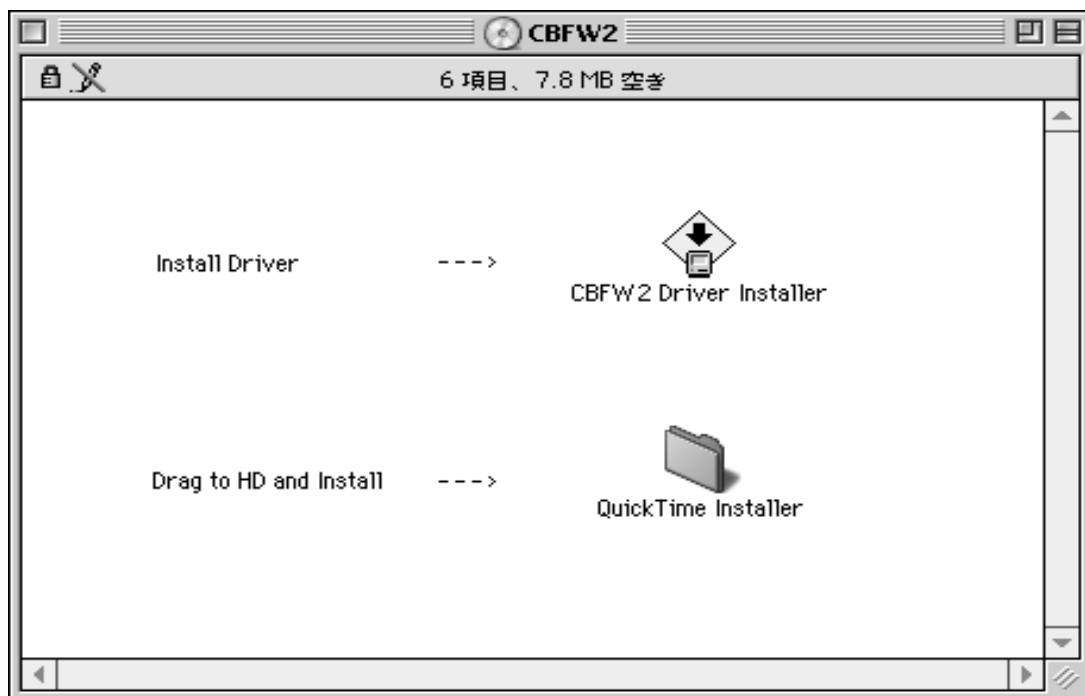 CBFW2
6 項目、7.8 MB 空き
Install Driver ---> CBFW2 Driver Installer
Drag to HD and Install ---> QuickTime Installer